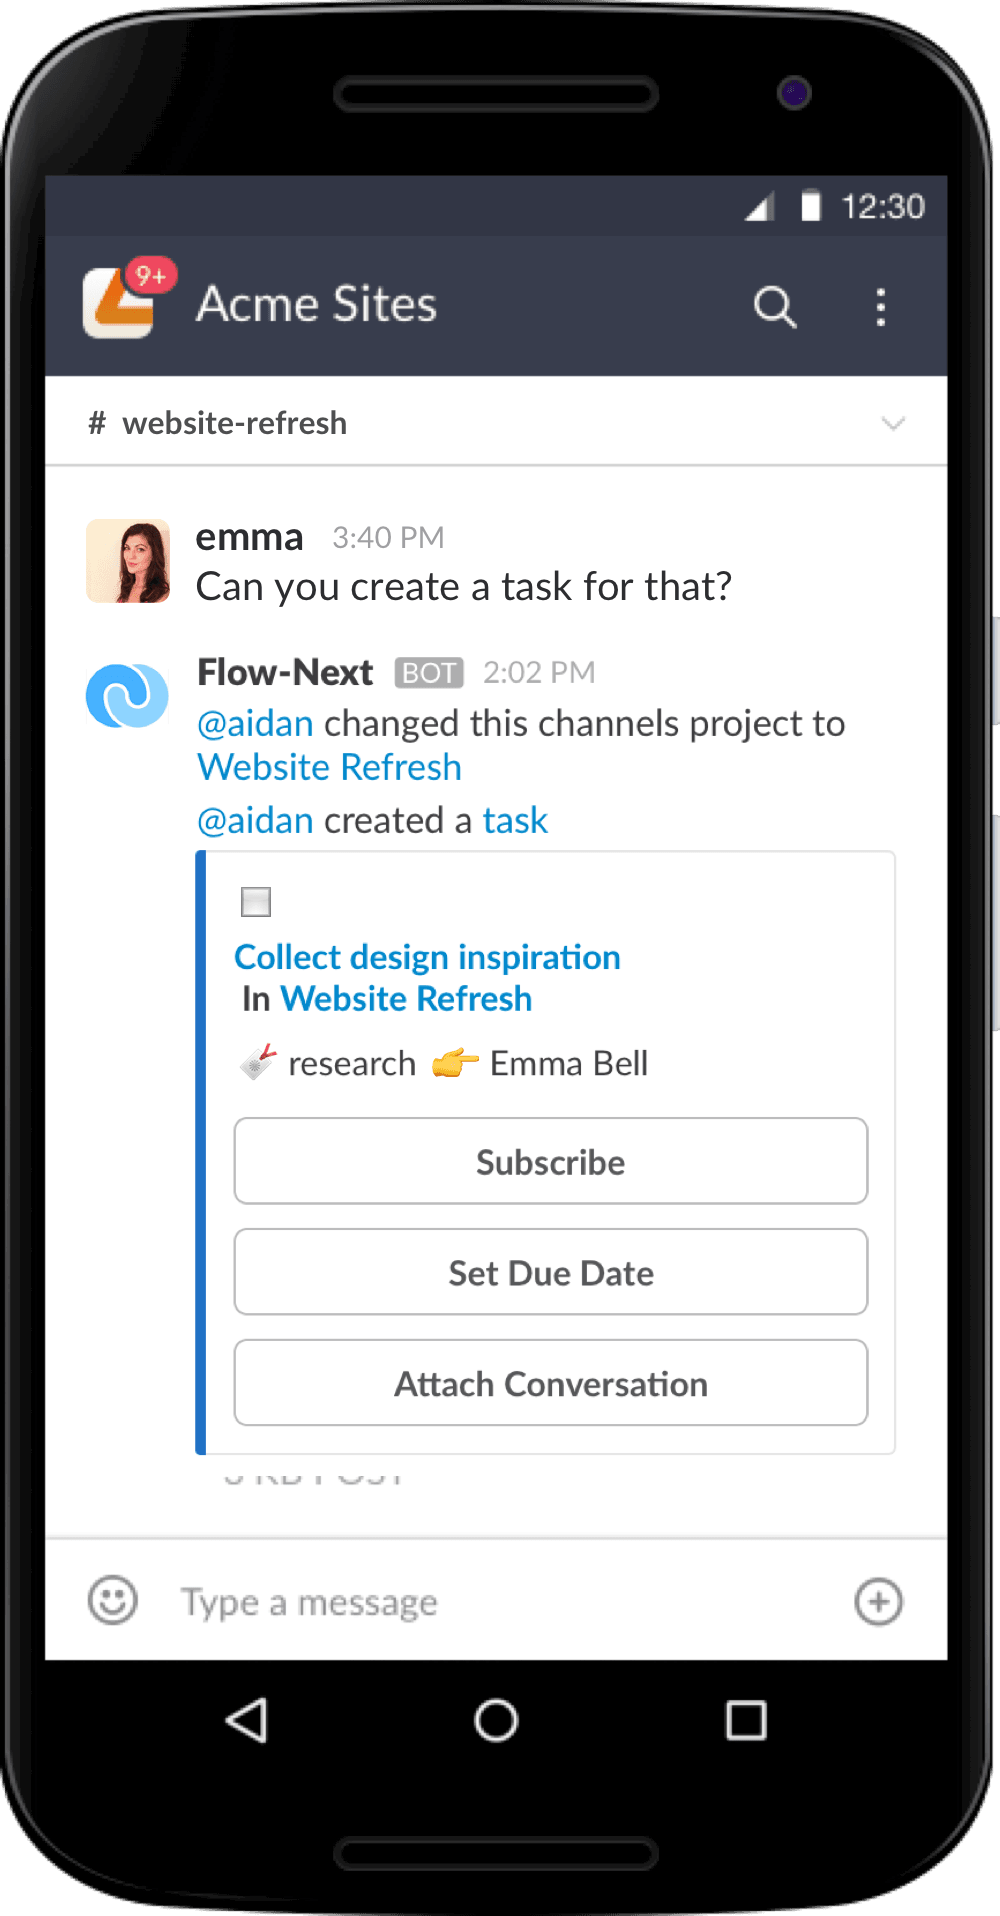 12:30
9+
Acme Sites
# website-refresh
emma 3:40 PM
Can you create a task for that?
Flow-Next BOT 2:02 PM
@aidan changed this channels project to
Website Refresh
@aidan created a task
Collect design inspiration
In Website Refresh
research 👉 Emma Bell
Subscribe
Set Due Date
Attach Conversation
Type a message